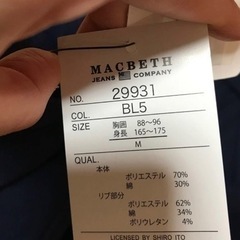 MACBETH
JEANS COMPANY
NO. 29931
COL. BL5
SIZE 胸囲 88〜96
身長 165〜175
M
QUAL.
本体
ポリエステル 70%
綿 30%
リブ部分
ポリエステル 62%
綿 34%
ポリウレタン 4%
LICENSED BY SHIRO ITO